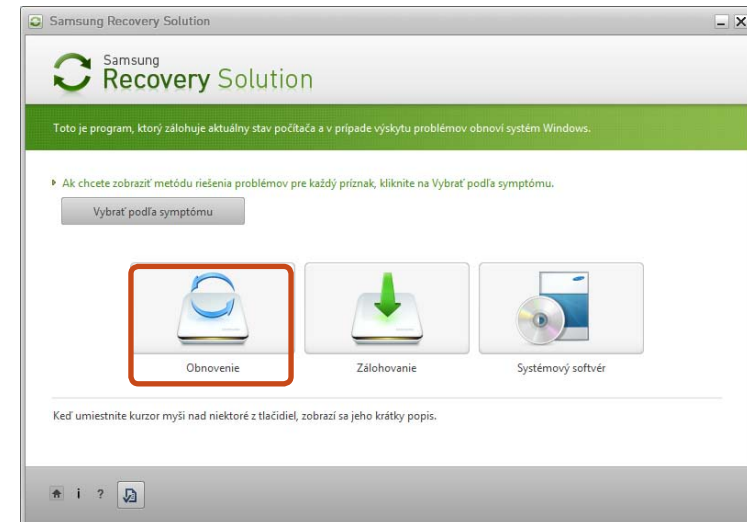 Samsung Recovery Solution
Samsung
Recovery Solution
Toto je program, ktorý zálohuje aktuálny stav počítača a v prípade výskytu problémov obnoví systém Windows.
Ak chcete zobraziť metódu riešenia problémov pre každý príznak, kliknite na Vybrať podľa symptómu.
Vybrať podľa symptómu
Obnovenie
Zálohovanie
Systémový softvér
Keď umiestnite kurzor myši nad niektoré z tlačidiel, zobrazí sa jeho krátky popis.
i ?